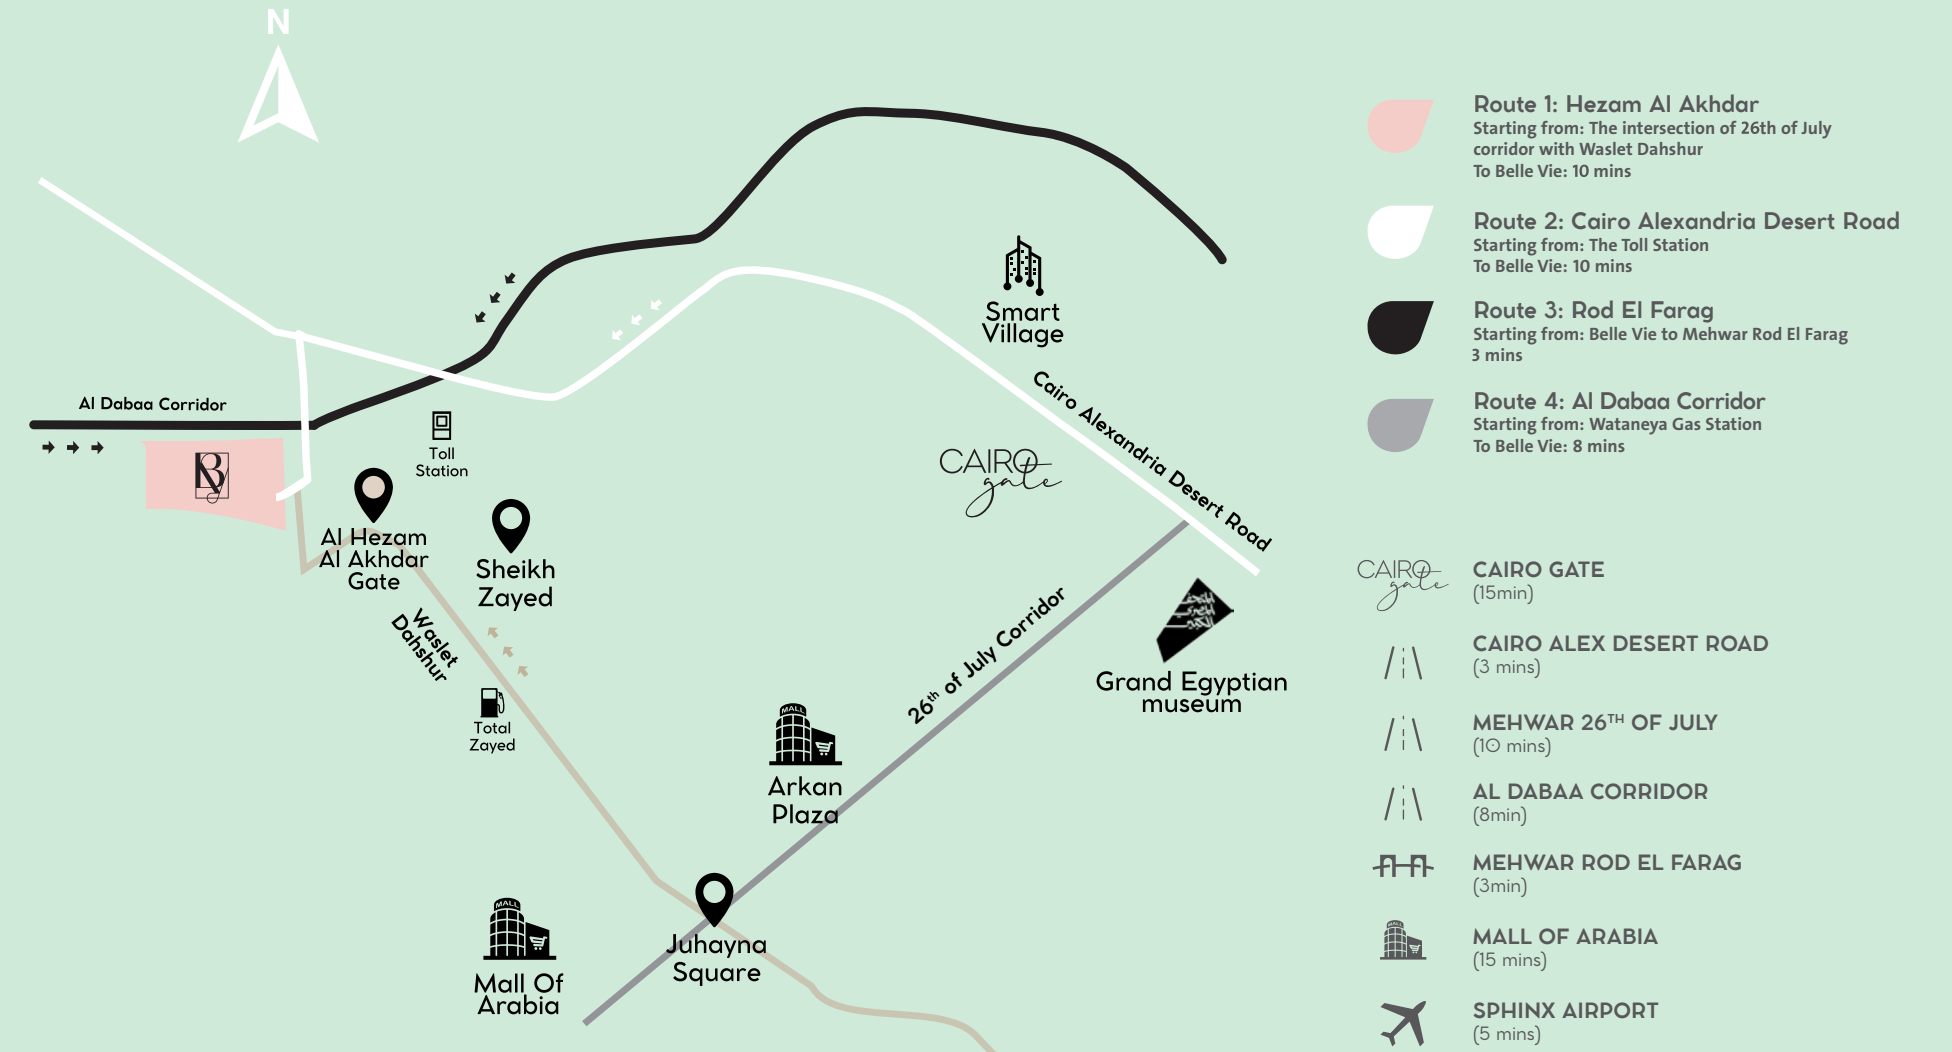 N
Al Dabaa Corridor
Toll
Station
Al Hezam
Al Akhdar
Gate
Sheikh
Zayed
Waslet
Dahshur
Total
Zayed
Smart
Village
CAIRO
gate
Cairo Alexandria Desert Road
26th of July Corridor
Grand Egyptian
museum
MALL
Arkan
Plaza
Juhayna
Square
MALL
Mall Of
Arabia
Route 1: Hezam Al Akhdar
Starting from: The intersection of 26th of July
corridor with Waslet Dahshur
To Belle Vie: 10 mins
Route 2: Cairo Alexandria Desert Road
Starting from: The Toll Station
To Belle Vie: 10 mins
Route 3: Rod El Farag
Starting from: Belle Vie to Mehwar Rod El Farag
3 mins
Route 4: Al Dabaa Corridor
Starting from: Wataneya Gas Station
To Belle Vie: 8 mins
CAIRO
gate
CAIRO GATE
(15min)
CAIRO ALEX DESERT ROAD
(3 mins)
MEHWAR 26TH OF JULY
(10 mins)
AL DABAA CORRIDOR
(8min)
MEHWAR ROD EL FARAG
(3min)
MALL
MALL OF ARABIA
(15 mins)
SPHINX AIRPORT
(5 mins)